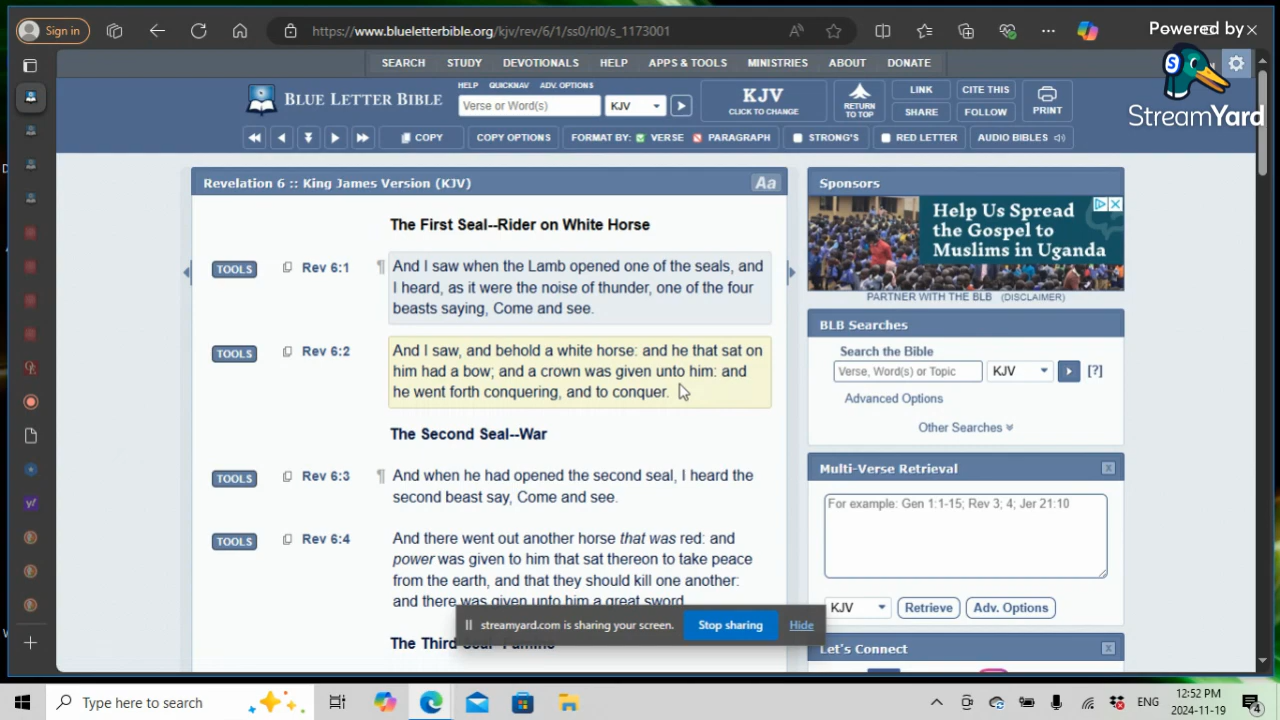 Sign in
https://www.blueletterbible.org/kjv/rev/6/1/ss0/rl0/s_1173001
Powered by
StreamYard
SEARCH STUDY DEVOTIONALS HELP APPS & TOOLS MINISTRIES ABOUT DONATE
BLUE LETTER BIBLE
HELP QUICKNAV ADV. OPTIONS
Verse or Word(s) KJV
KJV
CLICK TO CHANGE
RETURN
TO TOP
LINK CITE THIS
SHARE FOLLOW
PRINT
COPY COPY OPTIONS FORMAT BY: VERSE PARAGRAPH STRONG'S RED LETTER AUDIO BIBLES
Revelation 6 :: King James Version (KJV) Aa
The First Seal--Rider on White Horse
TOOLS Rev 6:1 ¶ And I saw when the Lamb opened one of the seals, and
I heard, as it were the noise of thunder, one of the four
beasts saying, Come and see.
TOOLS Rev 6:2 And I saw, and behold a white horse: and he that sat on
him had a bow; and a crown was given unto him: and
he went forth conquering, and to conquer.
The Second Seal--War
TOOLS Rev 6:3 ¶ And when he had opened the second seal, I heard the
second beast say, Come and see.
TOOLS Rev 6:4 And there went out another horse that was red: and
power was given to him that sat thereon to take peace
from the earth, and that they should kill one another:
and there was given unto him a great sword.
The Third Seal--Famine
Sponsors
Help Us Spread
the Gospel to
Muslims in Uganda
PARTNER WITH THE BLB (DISCLAIMER)
BLB Searches
Search the Bible
Verse, Word(s) or Topic KJV [?]
Advanced Options
Other Searches
Multi-Verse Retrieval
For example: Gen 1:1-15; Rev 3; 4; Jer 21:10
KJV Retrieve Adv. Options
Let's Connect
streamyard.com is sharing your screen. Stop sharing Hide
Type here to search
ENG
12:52 PM
2024-11-19
4